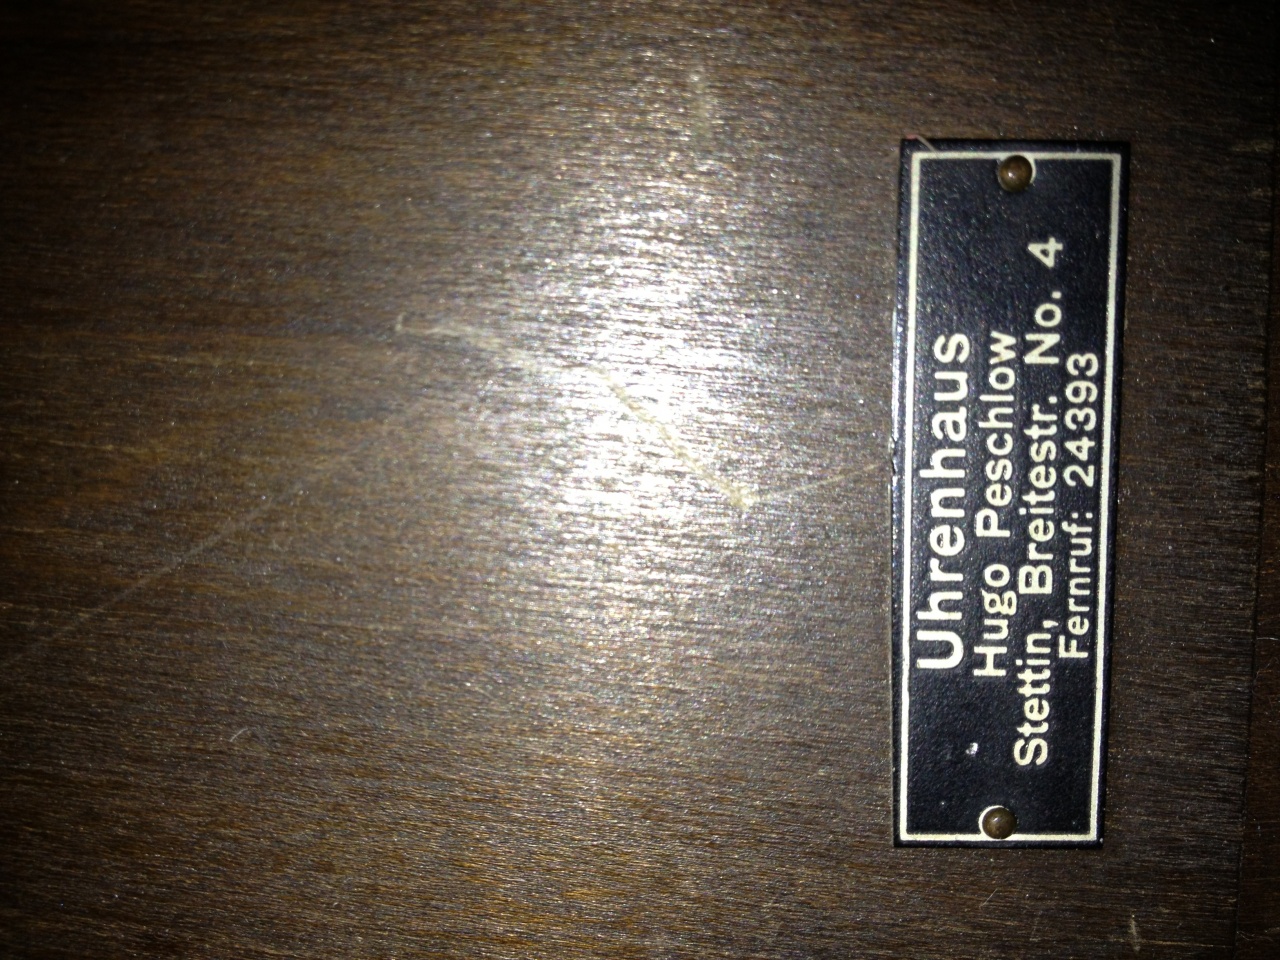 Uhrenhaus
Hugo Peschlow
Stettin, Breitestr. No. 4
Fernruf: 24393